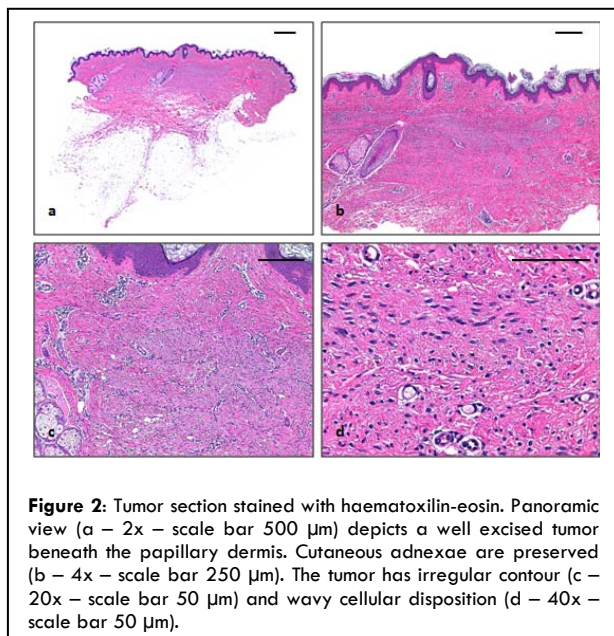 a
b
c
d
Figure 2: Tumor section stained with haematoxilin-eosin. Panoramic
view (a – 2x – scale bar 500 µm) depicts a well excised tumor
beneath the papillary dermis. Cutaneous adnexae are preserved
(b – 4x – scale bar 250 µm). The tumor has irregular contour (c –
20x – scale bar 50 µm) and wavy cellular disposition (d – 40x –
scale bar 50 µm).